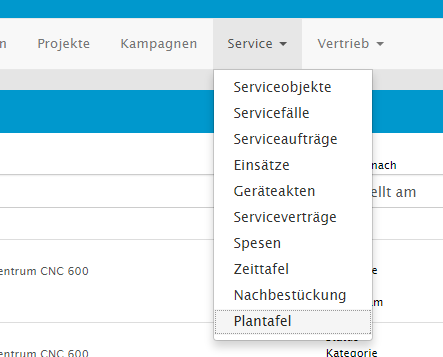 n Projekte Kampagnen Service Vertrieb
Serviceobjekte
Servicefälle
Serviceaufträge
Einsätze nach
Geräteakten ellt am
Serviceverträge
Spesen
Zeittafel e
entrum CNC 600
Nachbestückung am
Plantafel
entrum CNC 600 Kategorie